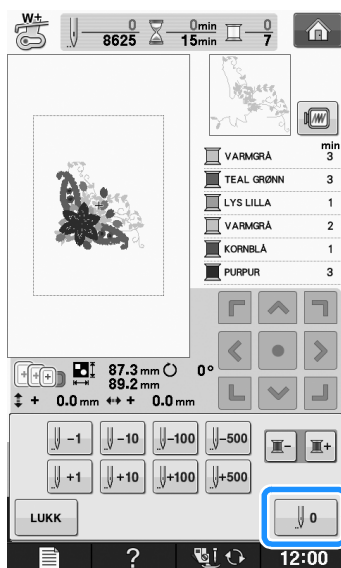 W+ 0 0min 0
8625 15min 7
min
VARMGRÅ 3
TEAL GRØNN 3
LYS LILLA 1
VARMGRÅ 2
KORNBLÅ 1
PURPUR 3
87.3 mm 0°
89.2 mm
+ 0.0 mm + 0.0 mm
-1 -10 -100 -500 - +
+1 +10 +100 +500
LUKK 0
? 12:00